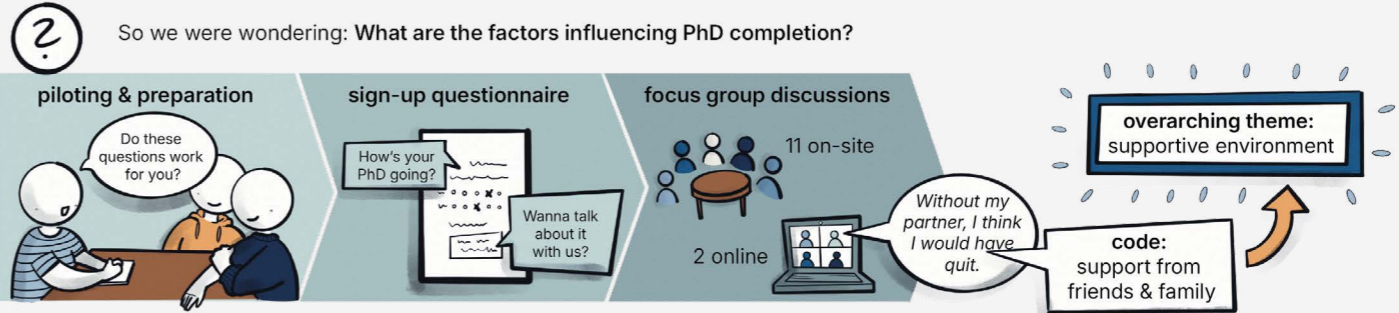 ?
So we were wondering: What are the factors influencing PhD completion?
piloting & preparation
Do these
questions work
for you?
sign-up questionnaire
How's your
PhD going?
Wanna talk
about it
with us?
focus group discussions
11 on-site
2 online
Without my
partner, I think
I would have
quit.
code:
support from
friends & family
overarching theme:
supportive environment